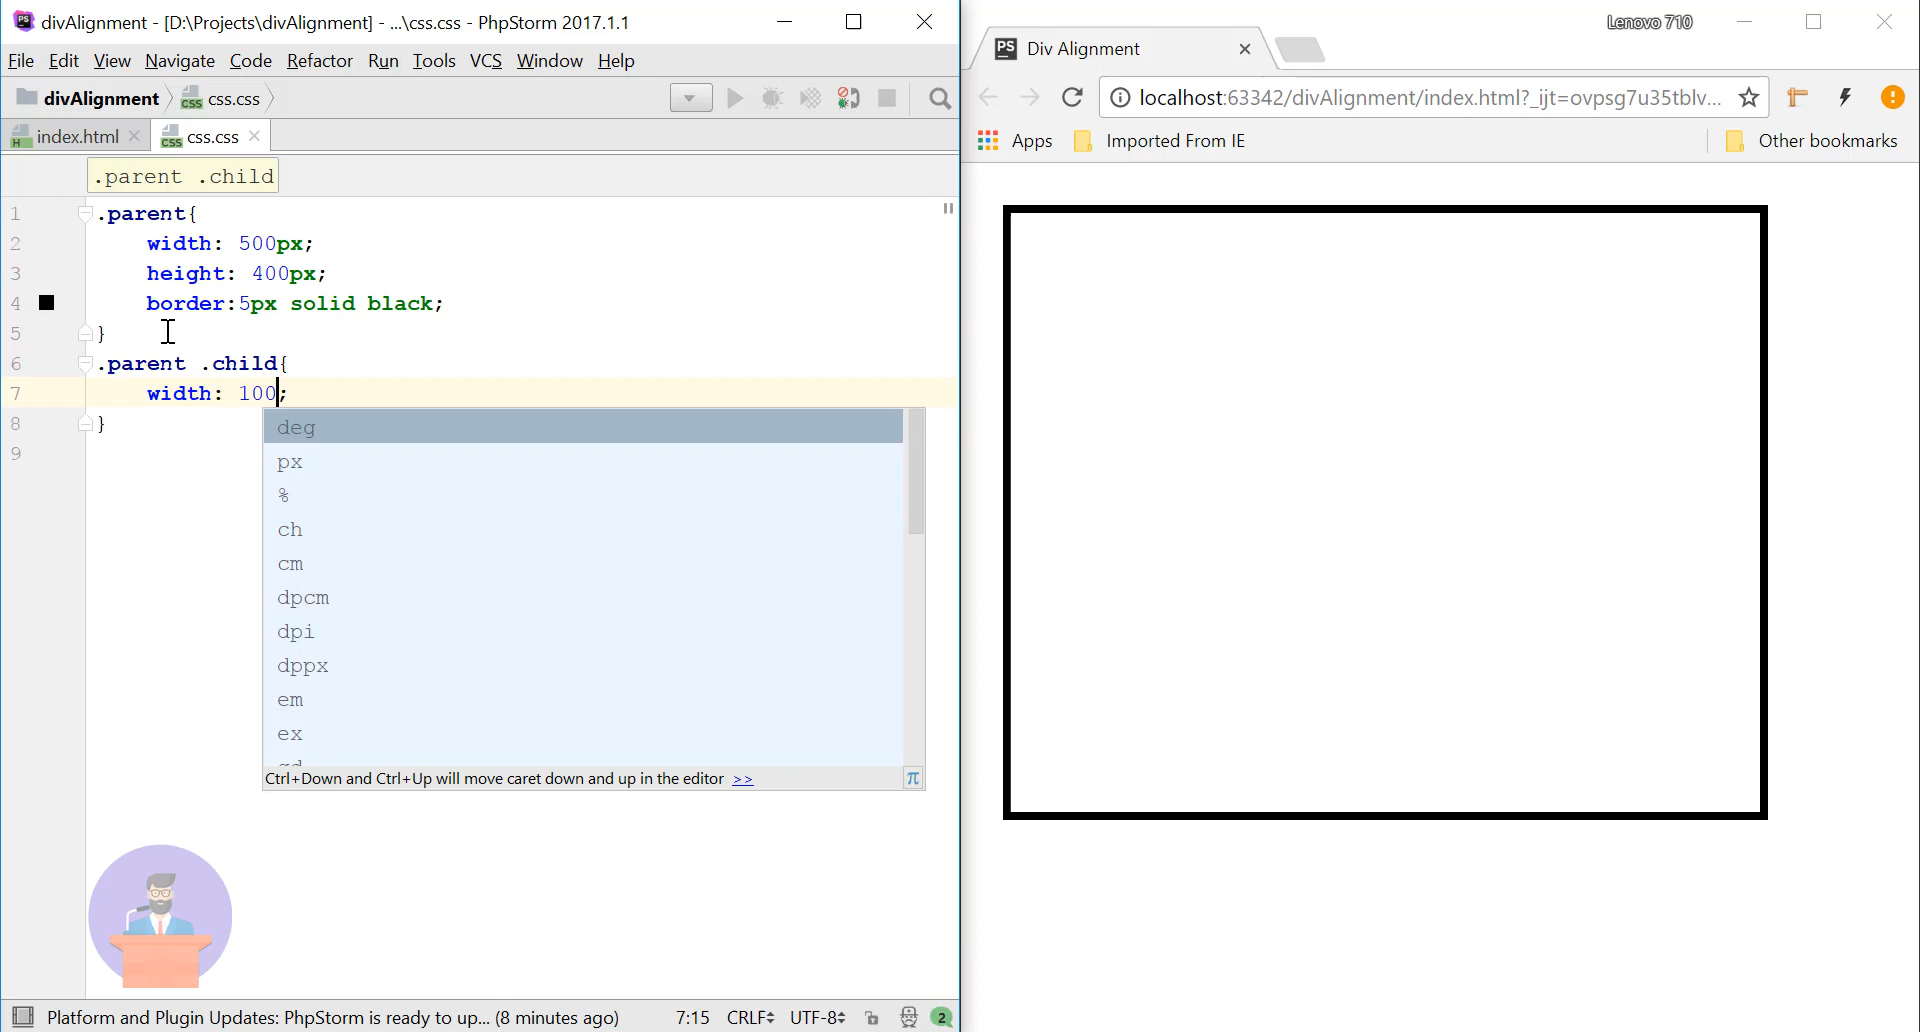 divAlignment - [D:\Projects\divAlignment] - ...\css.css - PhpStorm 2017.1.1
File Edit View Navigate Code Refactor Run Tools VCS Window Help
divAlignment css.css
index.html css.css
.parent .child
1 .parent{
2 width: 500px;
3 height: 400px;
4 border:5px solid black;
5 }
6 .parent .child{
7 width: 100;
8 }
9
deg
px
%
ch
cm
dpcm
dpi
dppx
em
ex
Ctrl+Down and Ctrl+Up will move caret down and up in the editor >>
π
Platform and Plugin Updates: PhpStorm is ready to up... (8 minutes ago) 7:15 CRLF UTF-8 2
Lenovo 710
Div Alignment
localhost:63342/divAlignment/index.html?_ijt=ovpsg7u35tblv...
Apps Imported From IE Other bookmarks